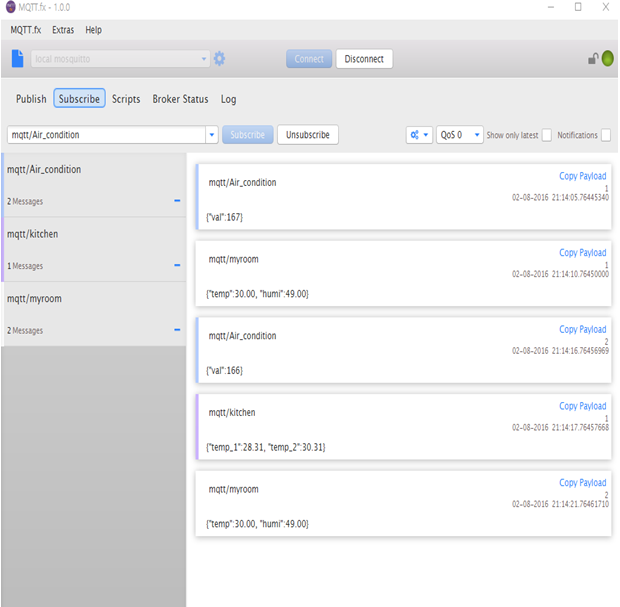 MQTT.fx - 1.0.0
MQTT.fx Extras Help
local mosquitto Connect Disconnect
Publish Subscribe Scripts Broker Status Log
mqtt/Air_condition Subscribe Unsubscribe QoS 0 Show only latest Notifications
mqtt/Air_condition
2 Messages
mqtt/kitchen
1 Messages
mqtt/myroom
2 Messages
mqtt/Air_condition Copy Payload
1
02-08-2016 21:14:05.76445340
{"val":167}
mqtt/myroom Copy Payload
1
02-08-2016 21:14:10.76450000
{"temp":30.00, "humi":49.00}
mqtt/Air_condition Copy Payload
2
02-08-2016 21:14:16.76456969
{"val":166}
mqtt/kitchen Copy Payload
1
02-08-2016 21:14:17.76457668
{"temp_1":28.31, "temp_2":30.31}
mqtt/myroom Copy Payload
2
02-08-2016 21:14:21.76461710
{"temp":30.00, "humi":49.00}